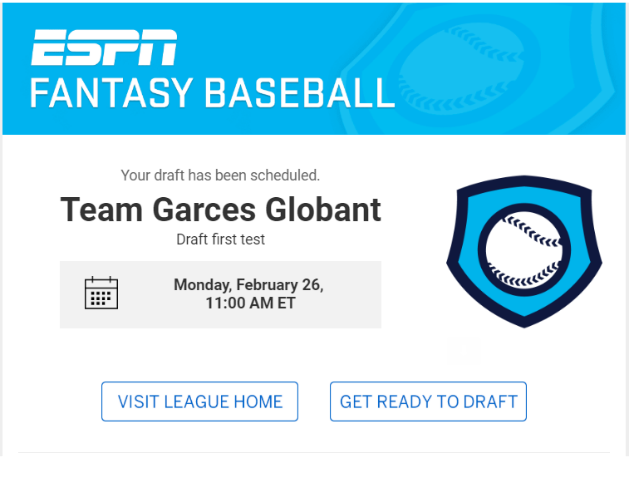 ESPN
FANTASY BASEBALL
Your draft has been scheduled.
Team Garces Globant
Draft first test
Monday, February 26,
11:00 AM ET
VISIT LEAGUE HOME
GET READY TO DRAFT